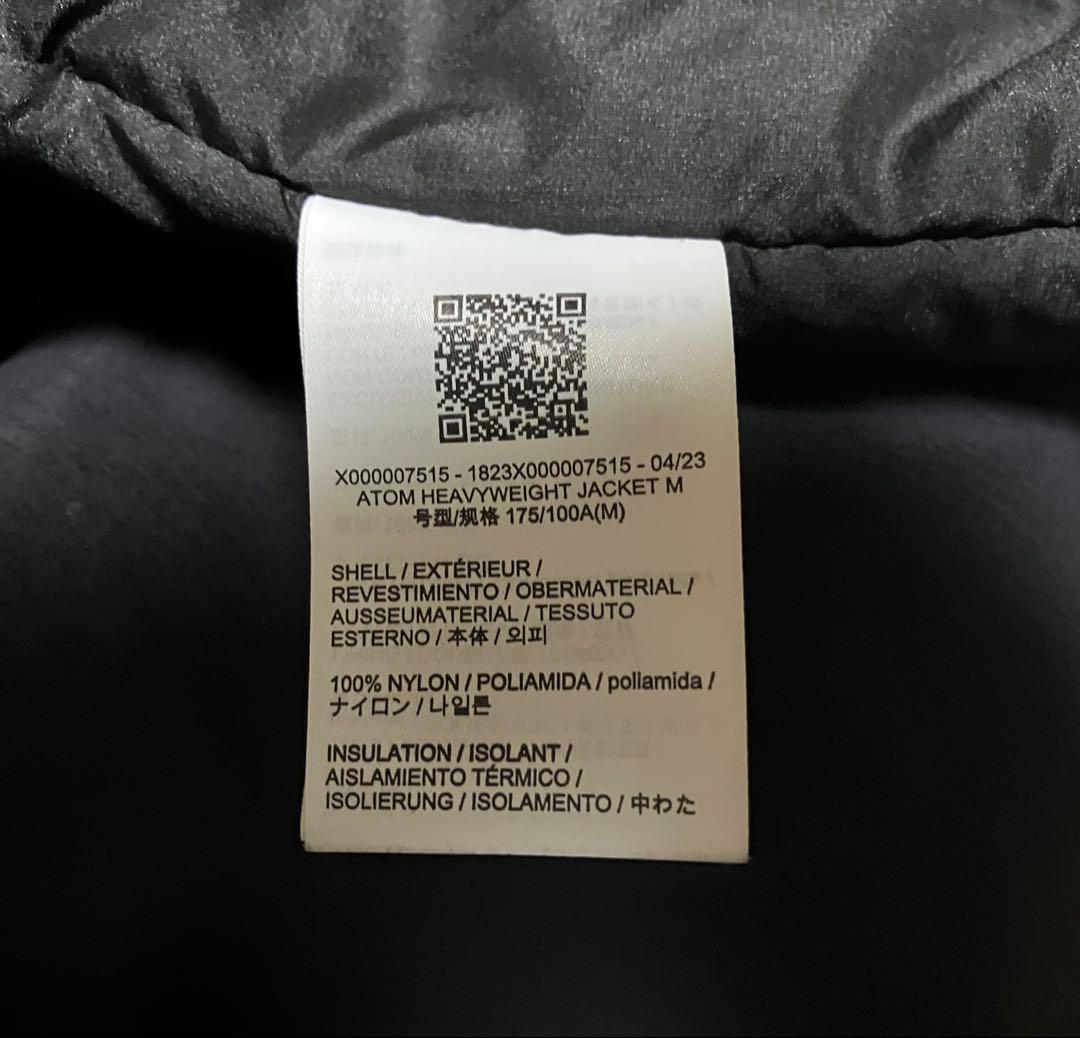 X000007515 - 1823X000007515 - 04/23
ATOM HEAVYWEIGHT JACKET M
号型/规格 175/100A(M)
SHELL / EXTÉRIEUR /
REVESTIMIENTO / OBERMATERIAL /
AUSSEUMATERIAL / TESSUTO
ESTERNO / 本体 / 외피
100% NYLON / POLIAMIDA / poliamida /
ナイロン / 나일론
INSULATION / ISOLANT /
AISLAMIENTO TÉRMICO /
ISOLIERUNG / ISOLAMENTO / 中わた